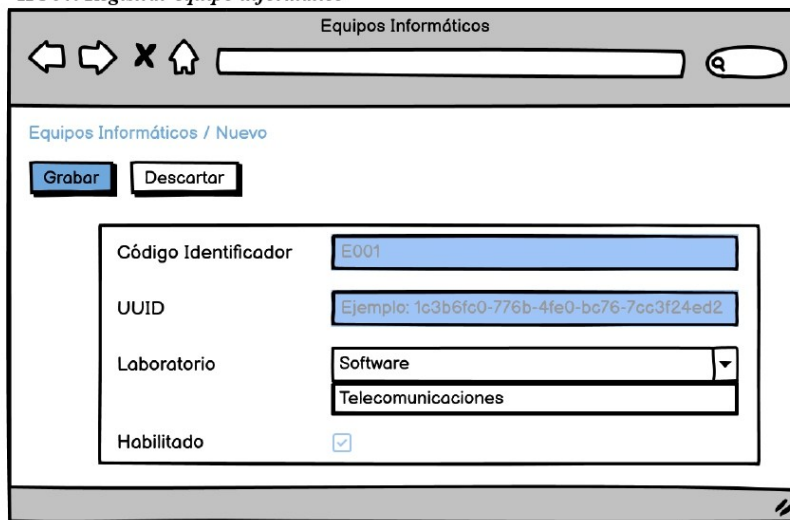 Equipos Informáticos
Equipos Informáticos / Nuevo
Grabar Descartar
Código Identificador E001
UUID Ejemplo: 1c3b6fc0-776b-4fe0-bc76-7cc3f24ed2
Laboratorio Software
Telecomunicaciones
Habilitado